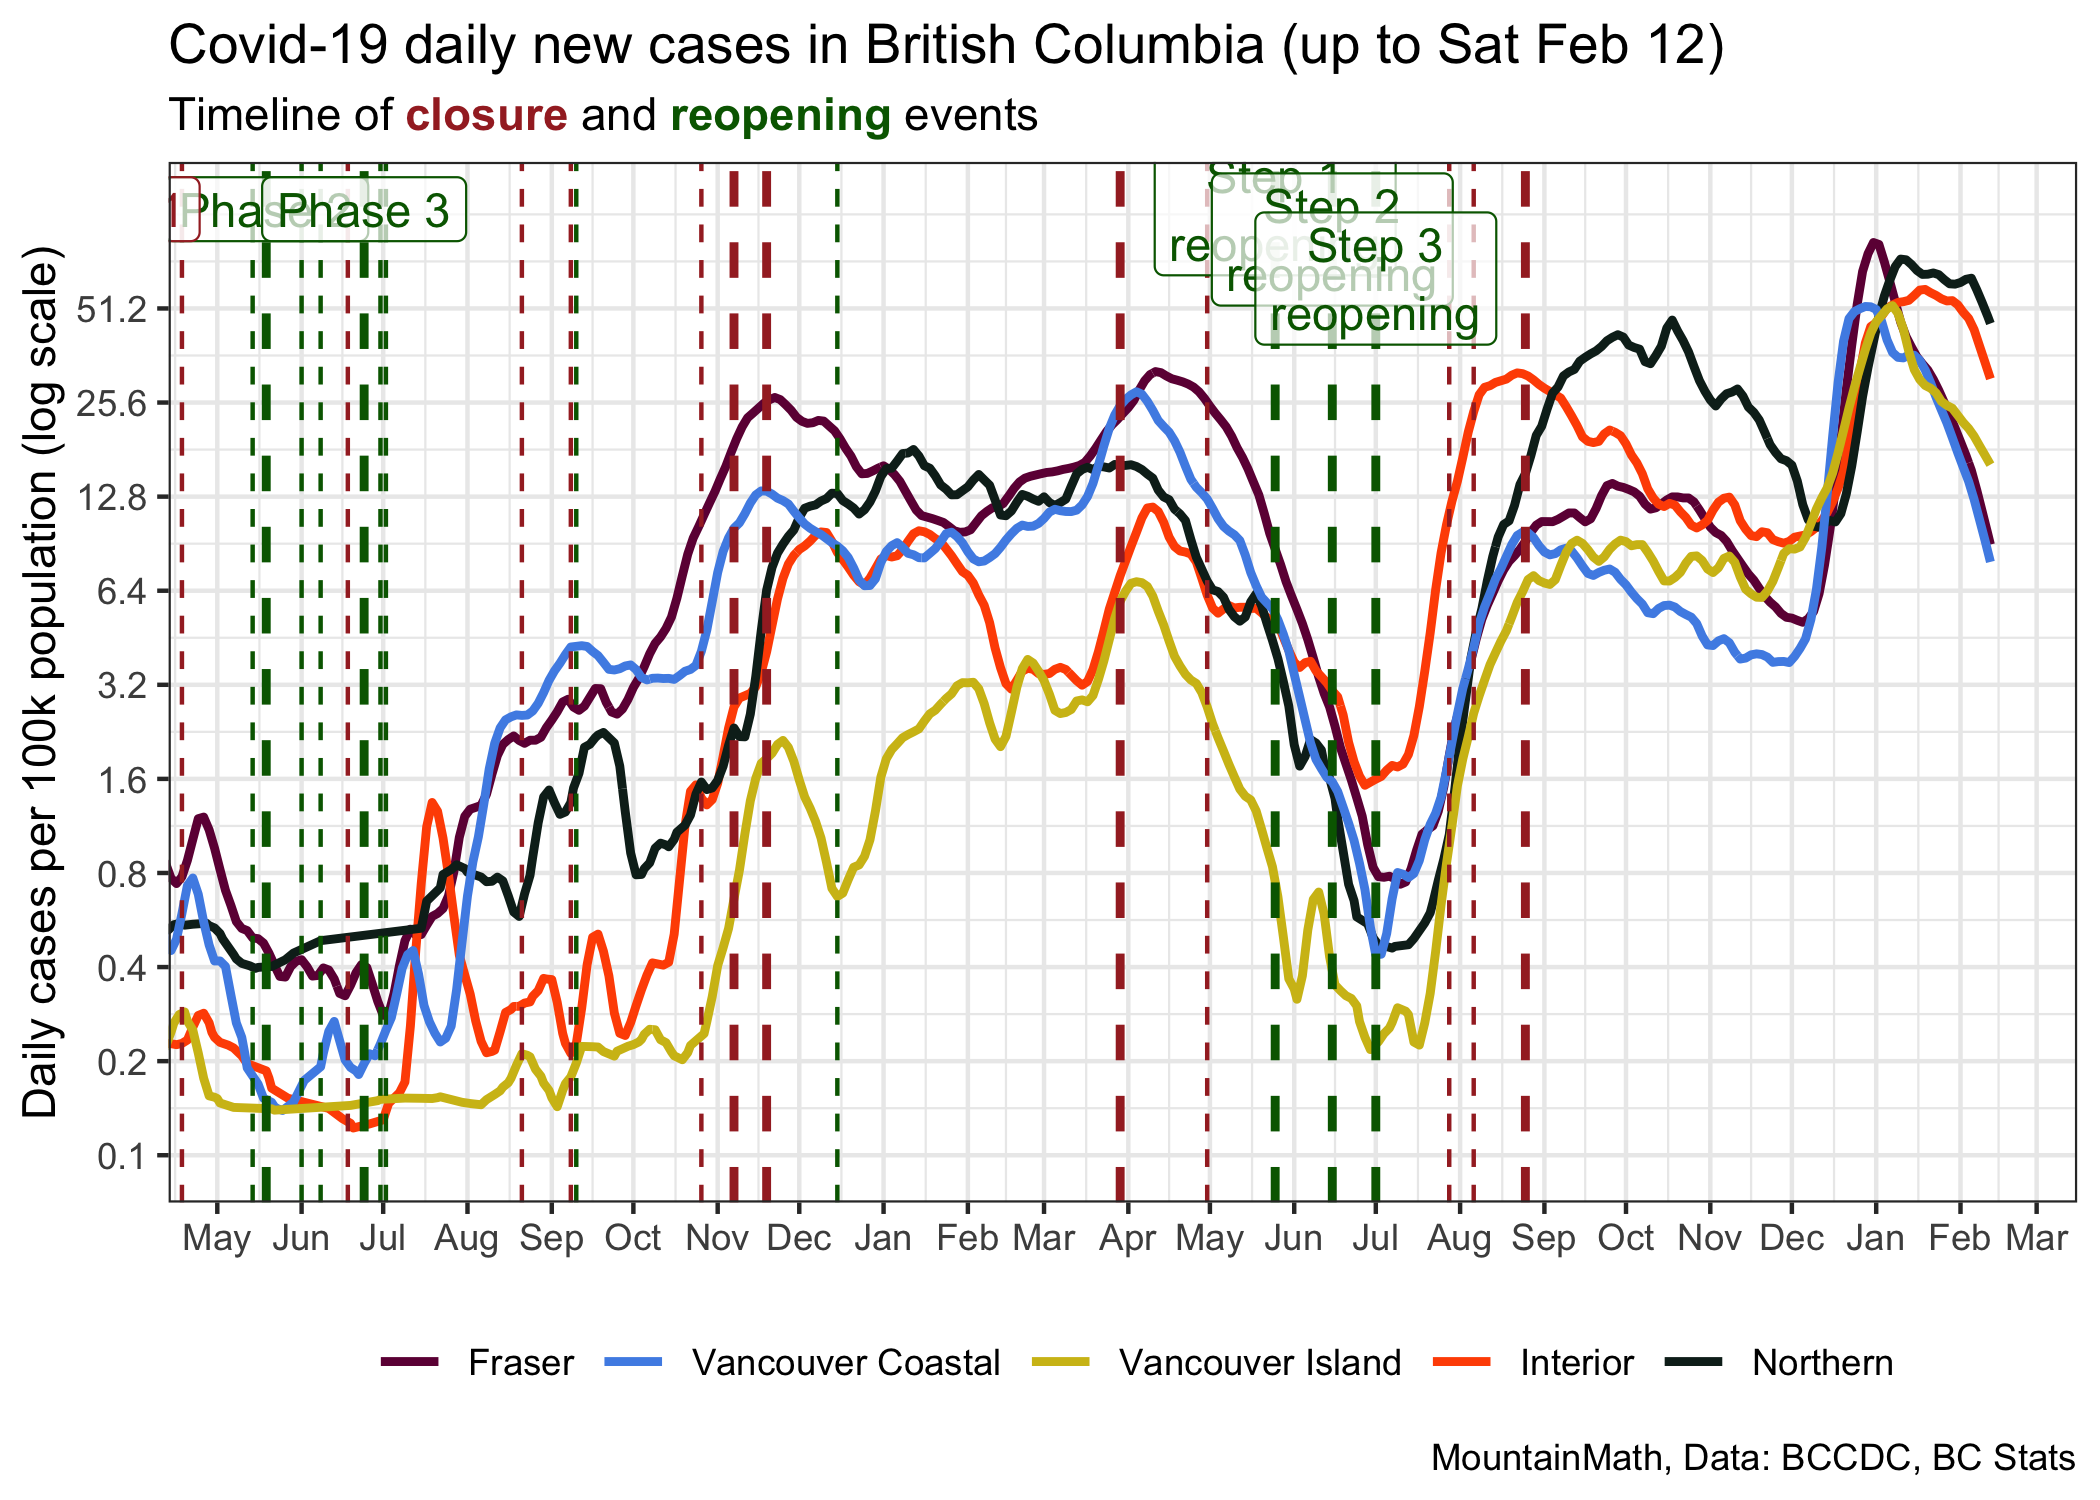 Covid-19 daily new cases in British Columbia (up to Sat Feb 12)
Timeline of closure and reopening events
Phase 2
Phase 3
Step 1
reopening
Step 2
reopening
Step 3
reopening
Daily cases per 100k population (log scale)
51.2
25.6
12.8
6.4
3.2
1.6
0.8
0.4
0.2
0.1
May Jun Jul Aug Sep Oct Nov Dec Jan Feb Mar Apr May Jun Jul Aug Sep Oct Nov Dec Jan Feb Mar
Fraser Vancouver Coastal Vancouver Island Interior Northern
MountainMath, Data: BCCDC, BC Stats